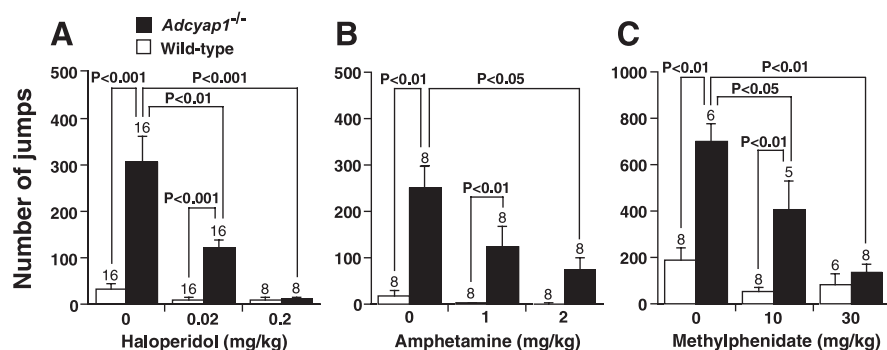 A
Adcyap1-/-
Wild-type
Number of jumps
500
400
300
200
100
0
P<0.001
P<0.001
P<0.01
P<0.001
16
16
16
16
8
8
0
0.02
0.2
Haloperidol (mg/kg)
B
500
400
300
200
100
0
P<0.01
P<0.05
P<0.01
8
8
8
8
8
8
0
1
2
Amphetamine (mg/kg)
C
1000
800
600
400
200
0
P<0.01
P<0.01
P<0.05
P<0.01
8
6
8
5
6
8
0
10
30
Methylphenidate (mg/kg)